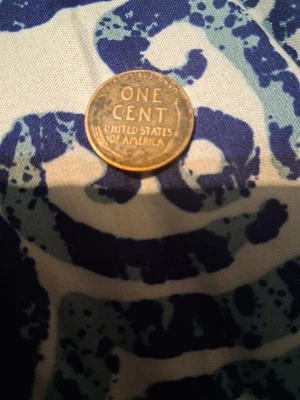 ONE
CENT
UNITED STATES
OF AMERICA